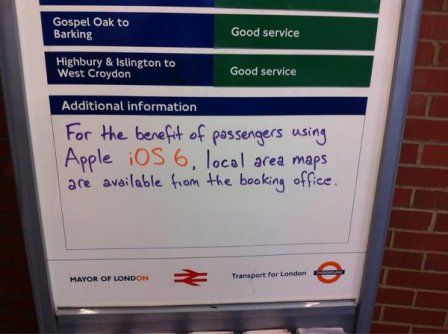 Gospel Oak to
Barking
Good service
Highbury & Islington to
West Croydon
Good service
Additional information
For the benefit of passengers using
Apple iOS 6, local area maps
are available from the booking office.
MAYOR OF LONDON
Transport for London
OVERGROUND